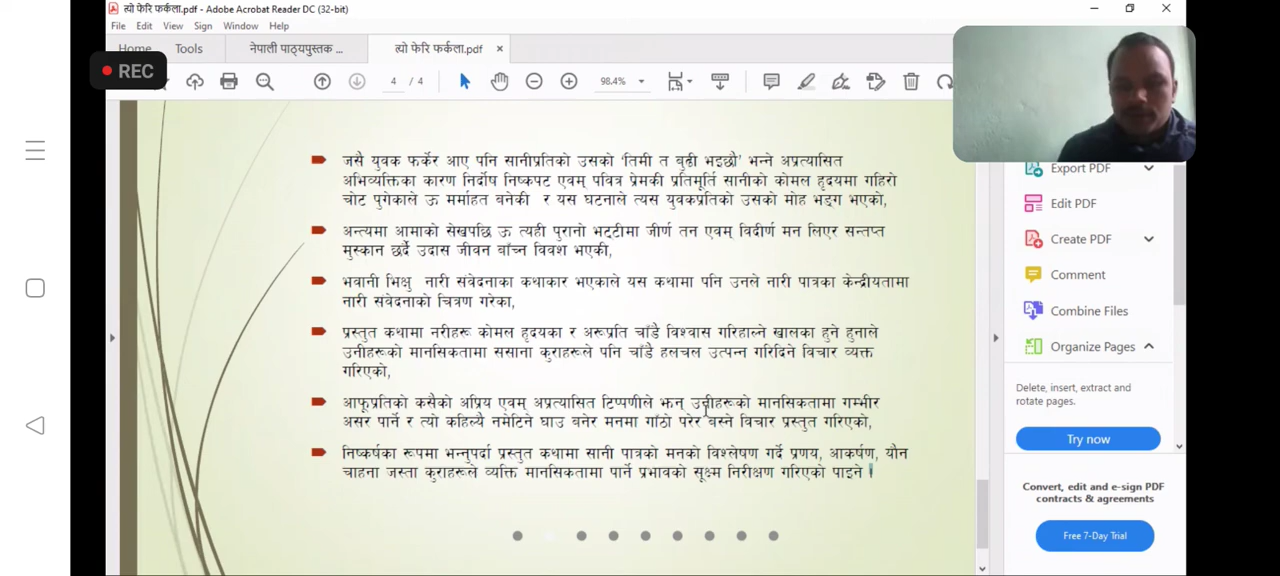 त्यो फेरि फर्कला.pdf - Adobe Acrobat Reader DC (32-bit)
File Edit View Sign Window Help
Home Tools नेपाली पाठ्यपुस्तक ... त्यो फेरि फर्कला.pdf ×
REC
4 / 4 98.4%
जसै युवक फर्केर आए पनि सानीप्रतिको उसको 'तिमी त बुढी भइछौ' भन्ने अप्रत्यासित
अभिव्यक्तिका कारण निर्दोष निष्कपट एवम् पवित्र प्रेमकी प्रतिमूर्ति सानीको कोमल हृदयमा गहिरो
चोट पुगेकाले ऊ मर्माहत बनेकी र यस घटनाले त्यस युवकप्रतिको उसको मोह भङ्ग भएको,
अन्त्यमा आमाको सेखपछि ऊ त्यही पुरानो भट्टीमा जीर्ण तन एवम् विदीर्ण मन लिएर सन्तप्त
मुस्कान छर्दै उदास जीवन बाँच्न विवश भएकी,
भवानी भिक्षु नारी संवेदनाका कथाकार भएकाले यस कथामा पनि उनले नारी पात्रका केन्द्रीयतामा
नारी संवेदनाको चित्रण गरेका,
प्रस्तुत कथामा नरीहरू कोमल हृदयका र अरूप्रति चाँडै विश्वास गरिहाल्ने खालका हुने हुनाले
उनीहरूको मानसिकतामा ससाना कुराहरूले पनि चाँडै हलचल उत्पन्न गरिदिने विचार व्यक्त
गरिएको,
आफूप्रतिको कसैको अप्रिय एवम् अप्रत्यासित टिप्पणीले झन् उनीहरूको मानसिकतामा गम्भीर
असर पार्ने र त्यो कहिल्यै नमेटिने घाउ बनेर मनमा गाँठो परेर बस्ने विचार प्रस्तुत गरिएको,
निष्कर्षका रूपमा भन्नुपर्दा प्रस्तुत कथामा सानी पात्रको मनको विश्लेषण गर्दै प्रणय, आकर्षण, यौन
चाहना जस्ता कुराहरूले व्यक्ति मानसिकतामा पार्ने प्रभावको सूक्ष्म निरीक्षण गरिएको पाइने ।
Export PDF
Edit PDF
Create PDF
Comment
Combine Files
Organize Pages
Delete, insert, extract and
rotate pages.
Try now
Convert, edit and e-sign PDF
contracts & agreements
Free 7-Day Trial